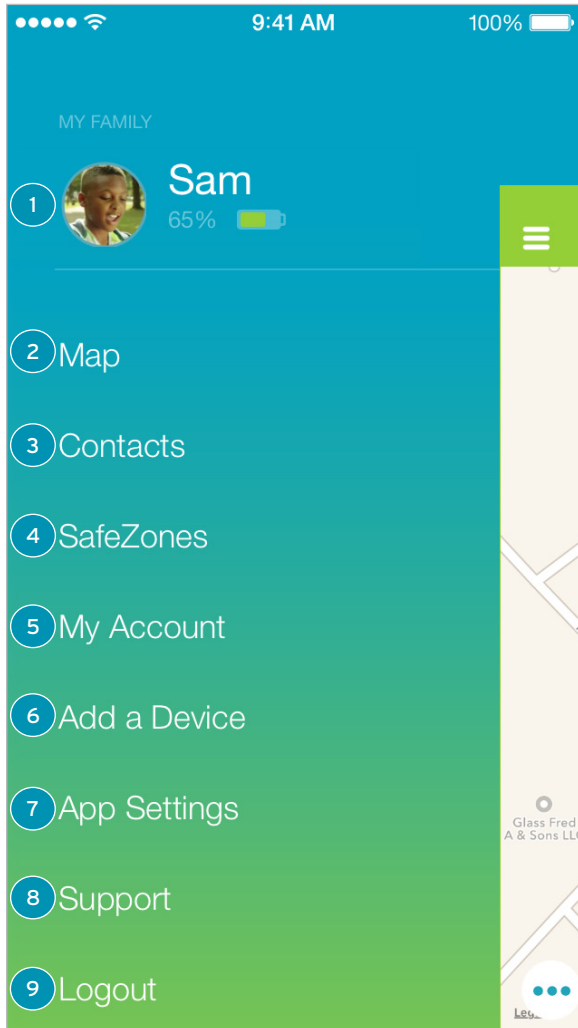 9:41 AM
100%
MY FAMILY
1
Sam
65%
2 Map
3 Contacts
4 SafeZones
5 My Account
6 Add a Device
7 App Settings
Glass Fred
A & Sons LLC
8 Support
9 Logout